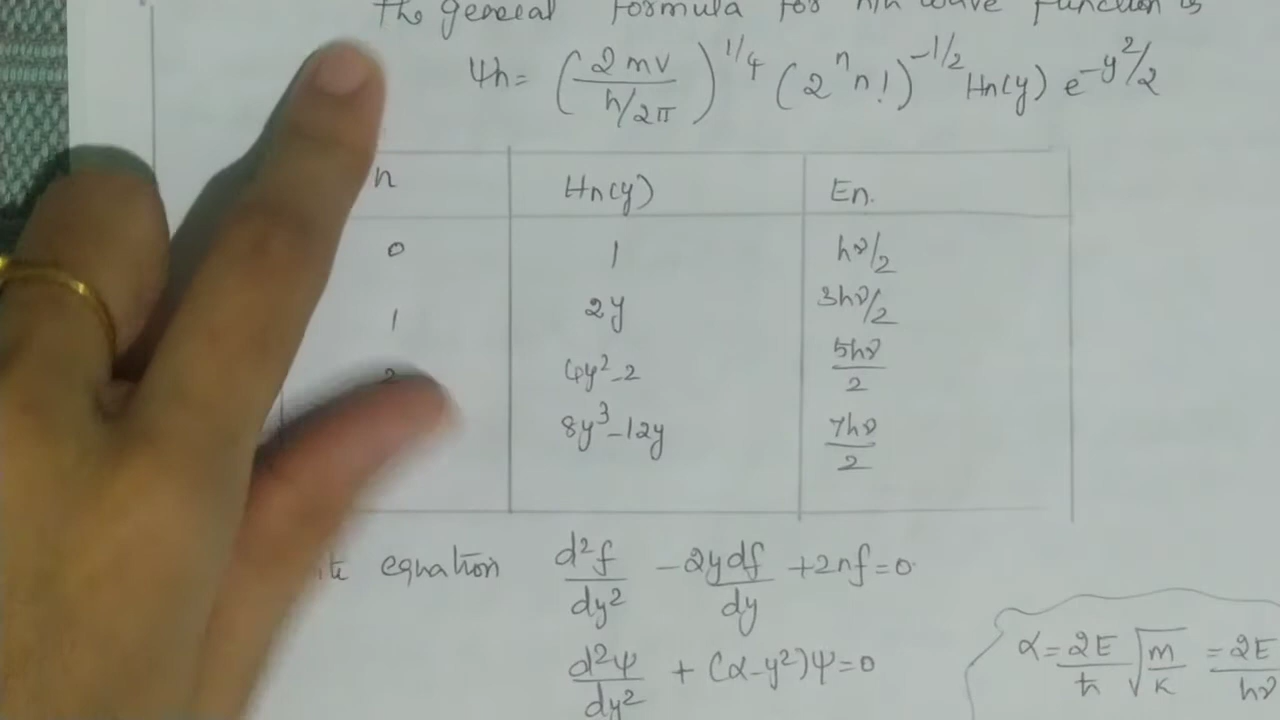 The general formula for nth wave function is
Ψn = (2mν / ħ/2π)^1/4 (2^n n!)^-1/2 Hn(y) e^-y²/2
n Hn(y) En.
0 1 hν/2
1 2y 3hν/2
2 4y²-2 5hν/2
8y³-12y 7hν/2
equation d²f/dy² - 2ydf/dy + 2nf = 0
d²Ψ/dy² + (α-y²)Ψ=0
α = 2E/ħ √m/k = 2E/hν